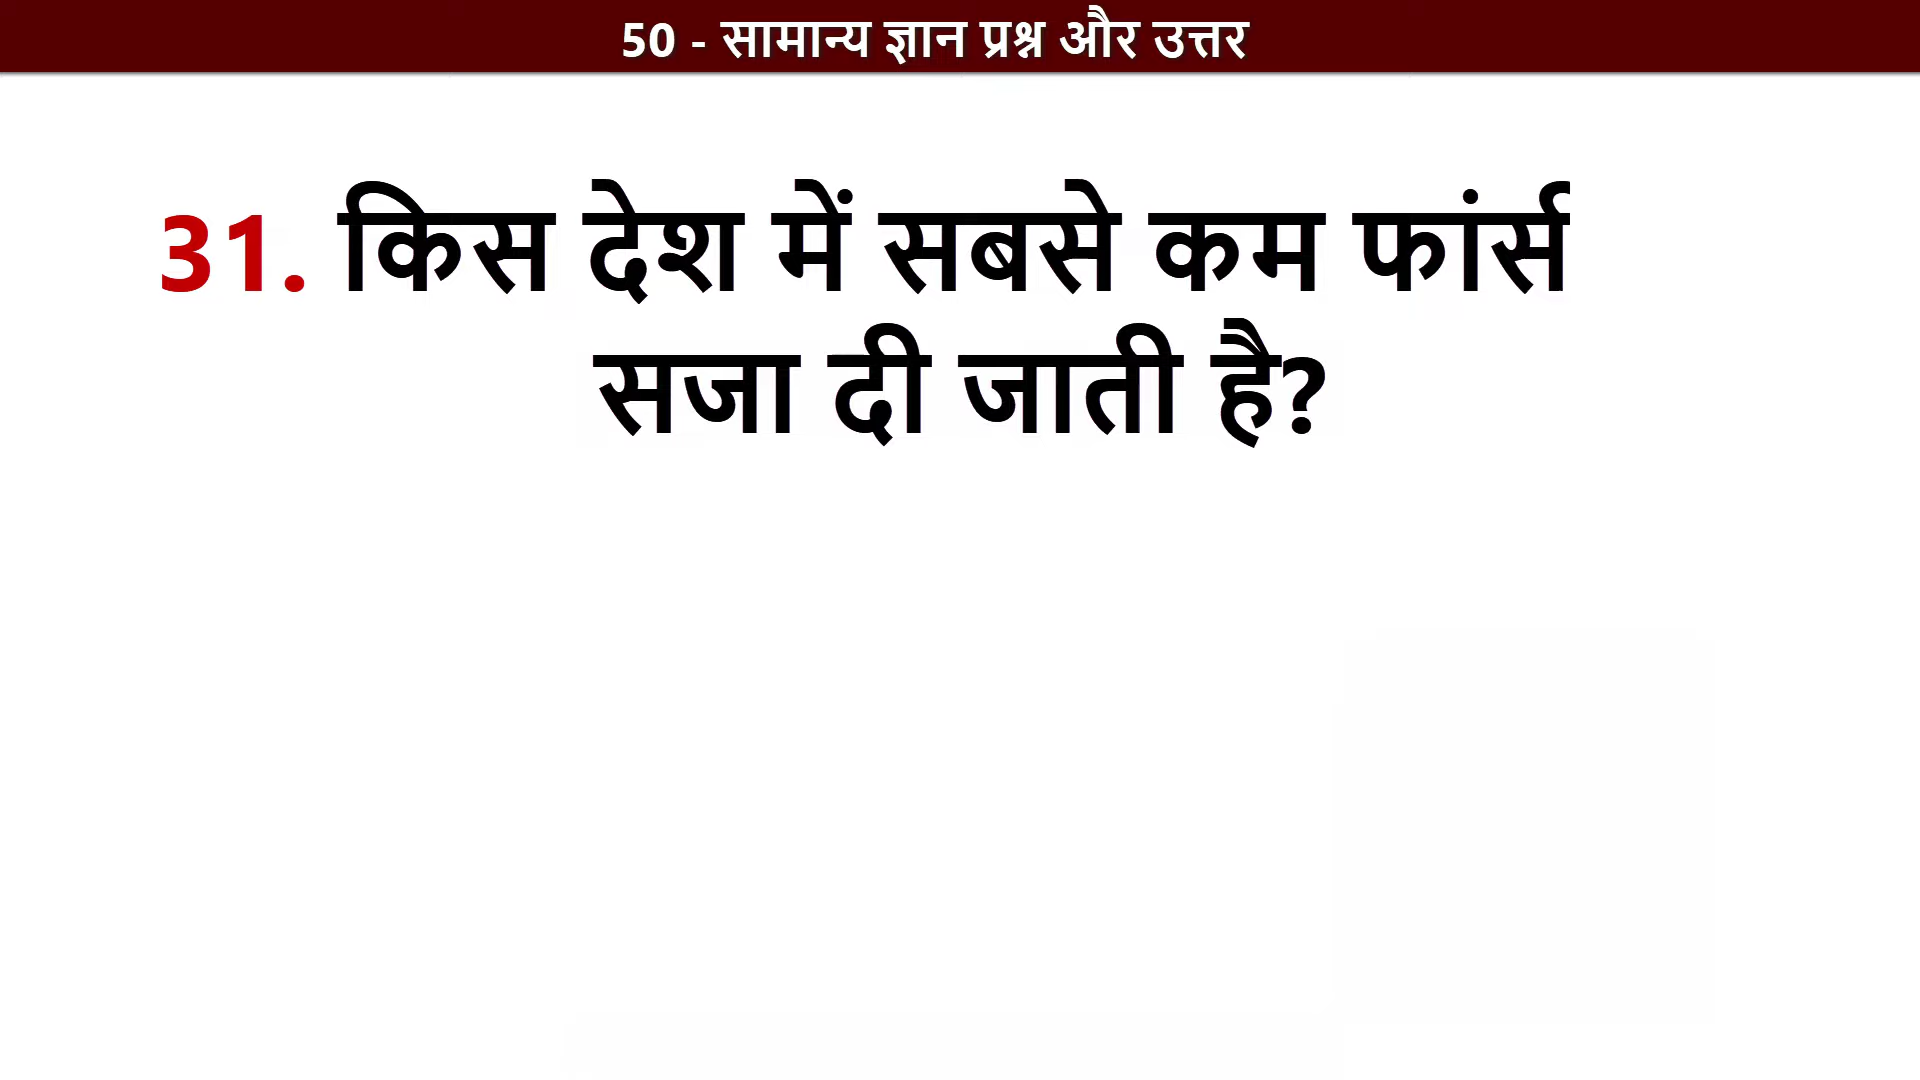 50 - सामान्य ज्ञान प्रश्न और उत्तर
31. किस देश में सबसे कम फांर्स
सजा दी जाती है?